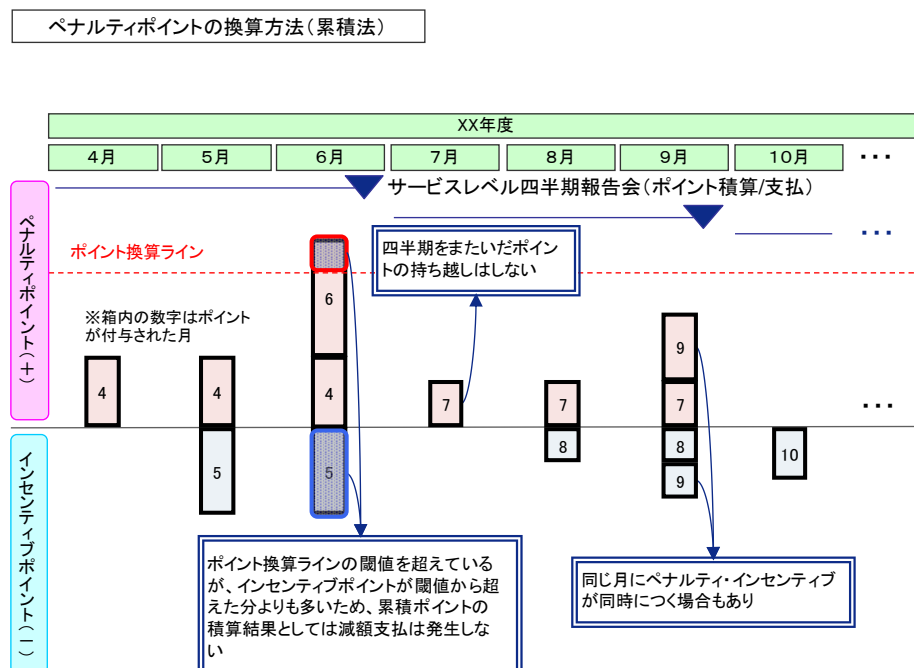 ペナルティポイントの換算方法(累積法)
XX年度
4月
5月
6月
7月
8月
9月
10月
・・・
サービスレベル四半期報告会(ポイント積算/支払)
・・・
ペナルティポイント(+)
ポイント換算ライン
四半期をまたいだポイント
の持ち越しはしない
※箱内の数字はポイント
が付与された月
6
9
4
4
4
7
7
7
・・・
インセンティブポイント(-)
5
5
8
8
9
10
ポイント換算ラインの閾値を超えている
が、インセンティブポイントが閾値から超
えた分よりも多いため、累積ポイントの
積算結果としては減額支払は発生しな
い
同じ月にペナルティ・インセンティブ
が同時につく場合もあり